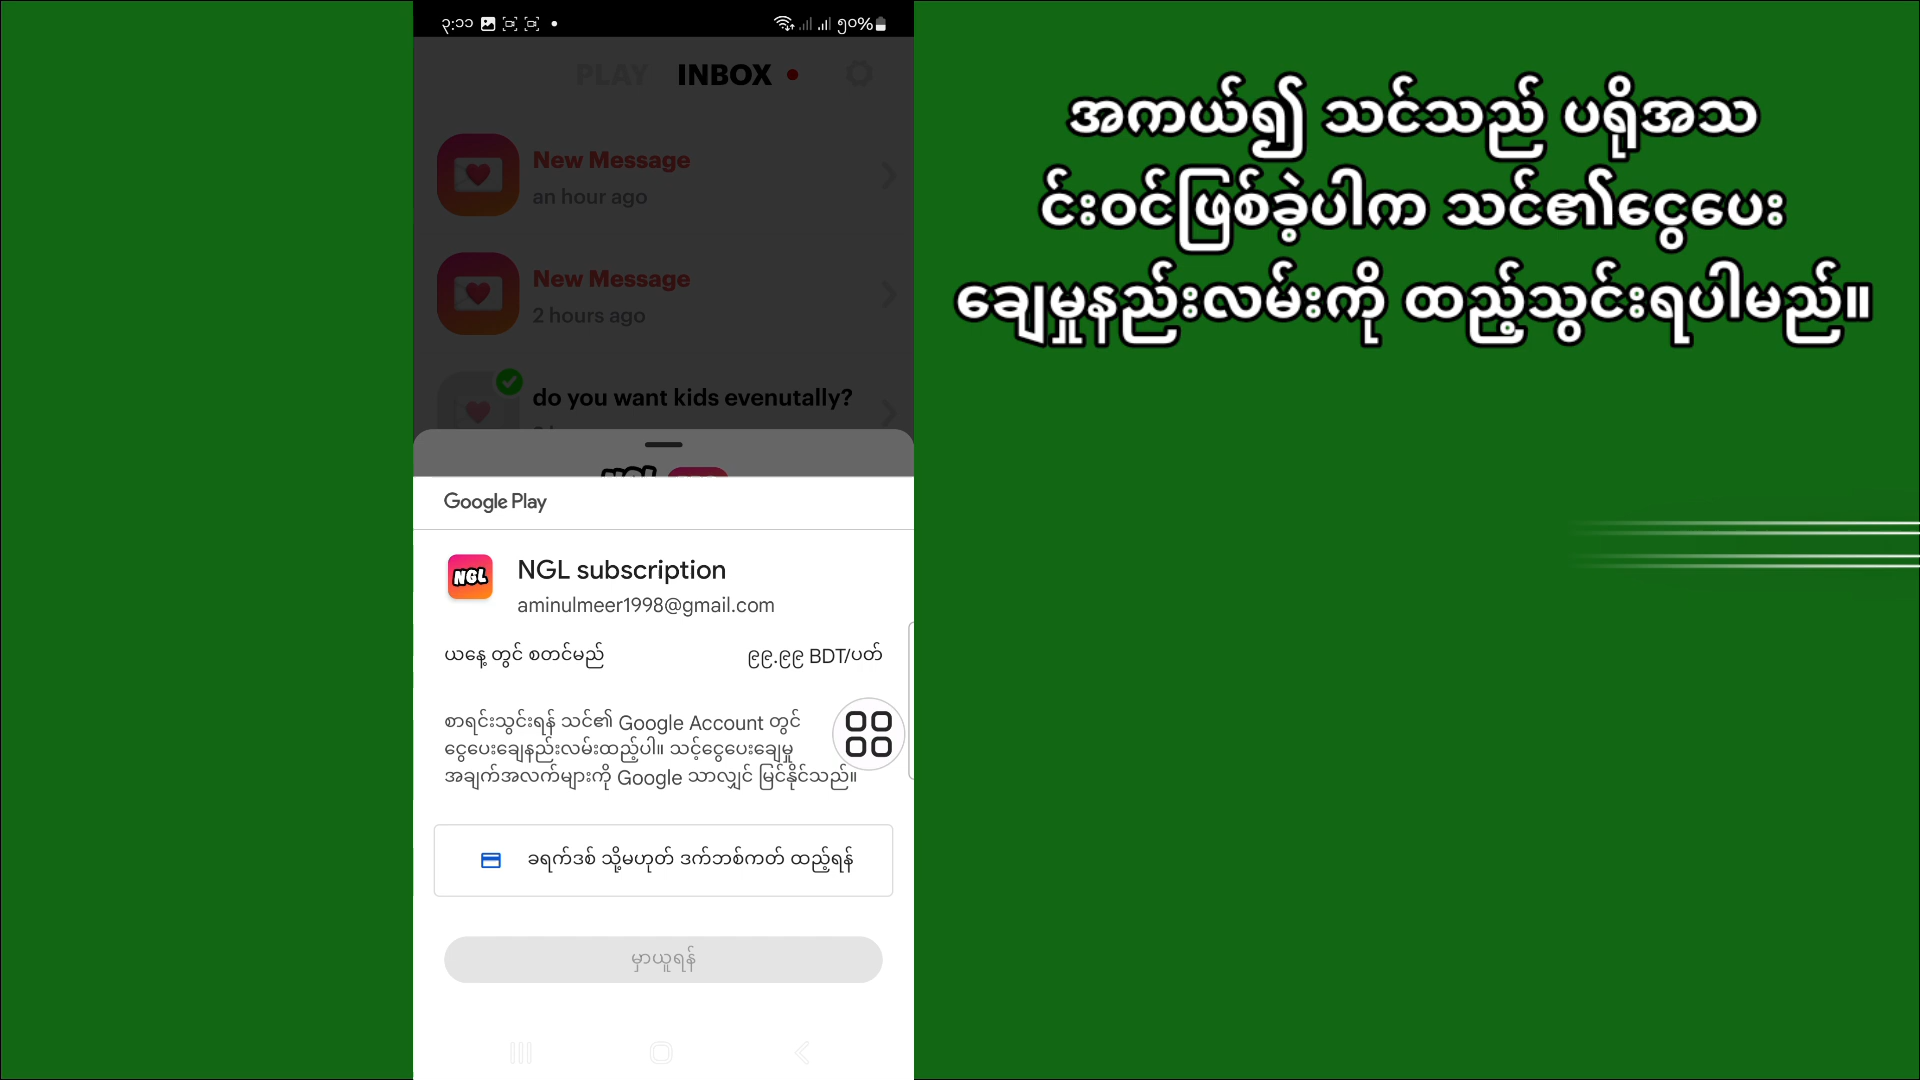 ၃:၁၁
၅၀%
PLAY INBOX
New Message
an hour ago
New Message
2 hours ago
do you want kids evenutally?
Google Play
NGL
NGL subscription
aminulmeer1998@gmail.com
ယနေ့ တွင် စတင်မည်
၉၉.၉၉ BDT/ပတ်
စာရင်းသွင်းရန် သင်၏ Google Account တွင်
ငွေပေးချေနည်းလမ်းထည့်ပါ။ သင့်ငွေပေးချေမှု
အချက်အလက်များကို Google သာလျှင် မြင်နိုင်သည်။
ခရက်ဒစ် သို့မဟုတ် ဒက်ဘစ်ကတ် ထည့်ရန်
မှာယူရန်
အကယ်၍ သင်သည် ပရိုအသ
င်းဝင်ဖြစ်ခဲ့ပါက သင်၏ငွေပေး
ချေမှုနည်းလမ်းကို ထည့်သွင်းရပါမည်။